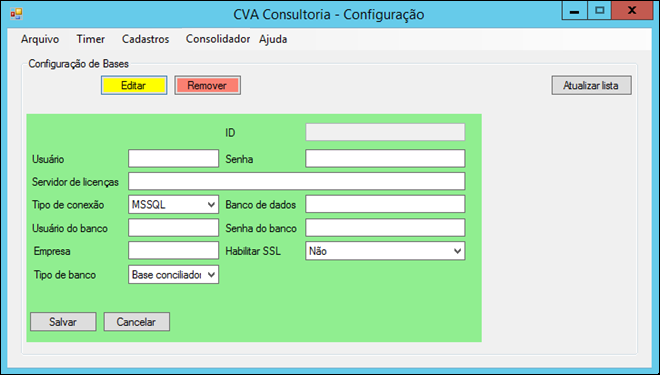 CVA Consultoria - Configuração
Arquivo Timer Cadastros Consolidador Ajuda
Configuração de Bases
Editar Remover Atualizar lista
ID
Usuário Senha
Servidor de licenças
Tipo de conexão MSSQL Banco de dados
Usuário do banco Senha do banco
Empresa Habilitar SSL Não
Tipo de banco Base conciliador
Salvar Cancelar